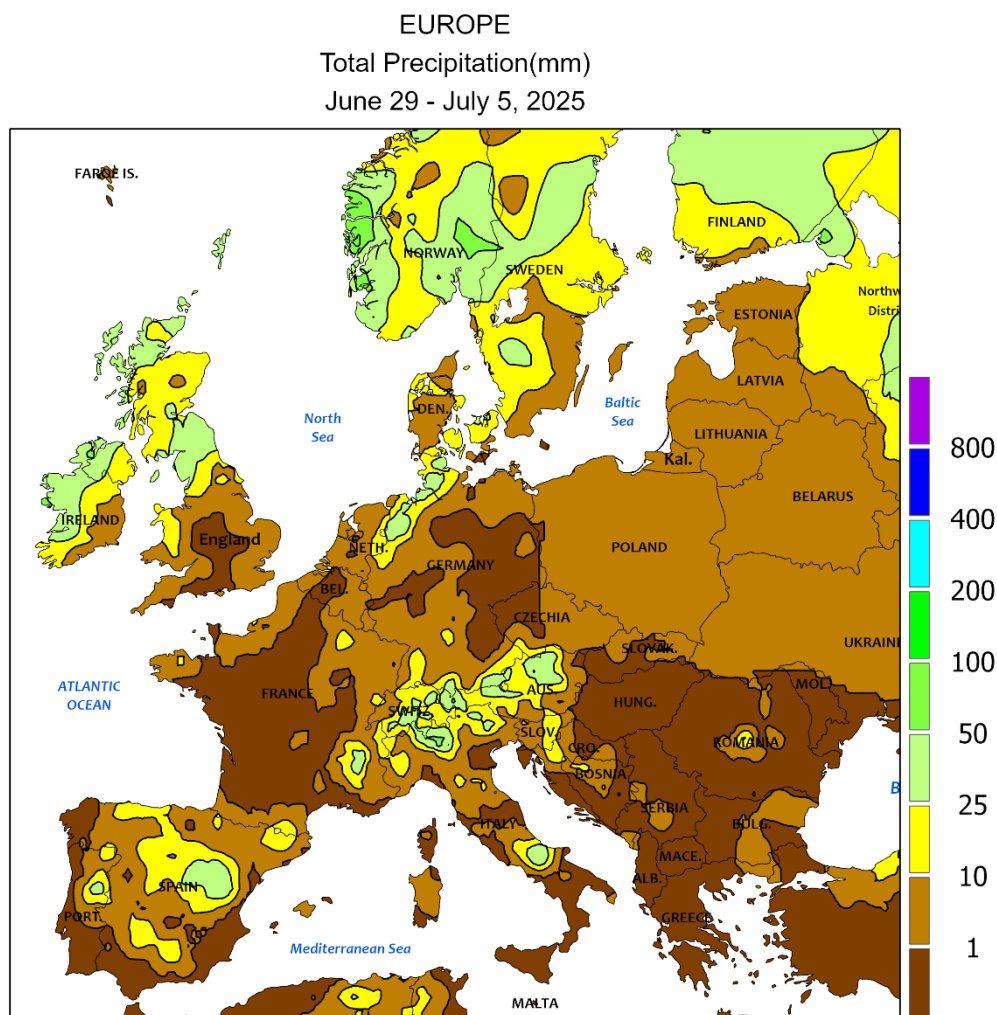 EUROPE
Total Precipitation(mm)
June 29 - July 5, 2025
FAROE IS.
FINLAND
NORWAY
SWEDEN
Northw
Distri
ESTONIA
LATVIA
North
Sea
DEN.
Baltic
Sea
LITHUANIA
Kal.
BELARUS
IRELAND
England
NETH.
POLAND
GERMANY
BEL.
CZECHIA
UKRAINE
SLOVAK.
ATLANTIC
OCEAN
FRANCE
AUS.
MOL.
HUNG.
SWITZ.
SLOV.
ROMANIA
CRO.
BOSNIA
B
SERBIA
ITALY
BULG.
MACE.
SPAIN
ALB.
PORT.
GREECE
Mediterranean Sea
MALTA
800
400
200
100
50
25
10
1